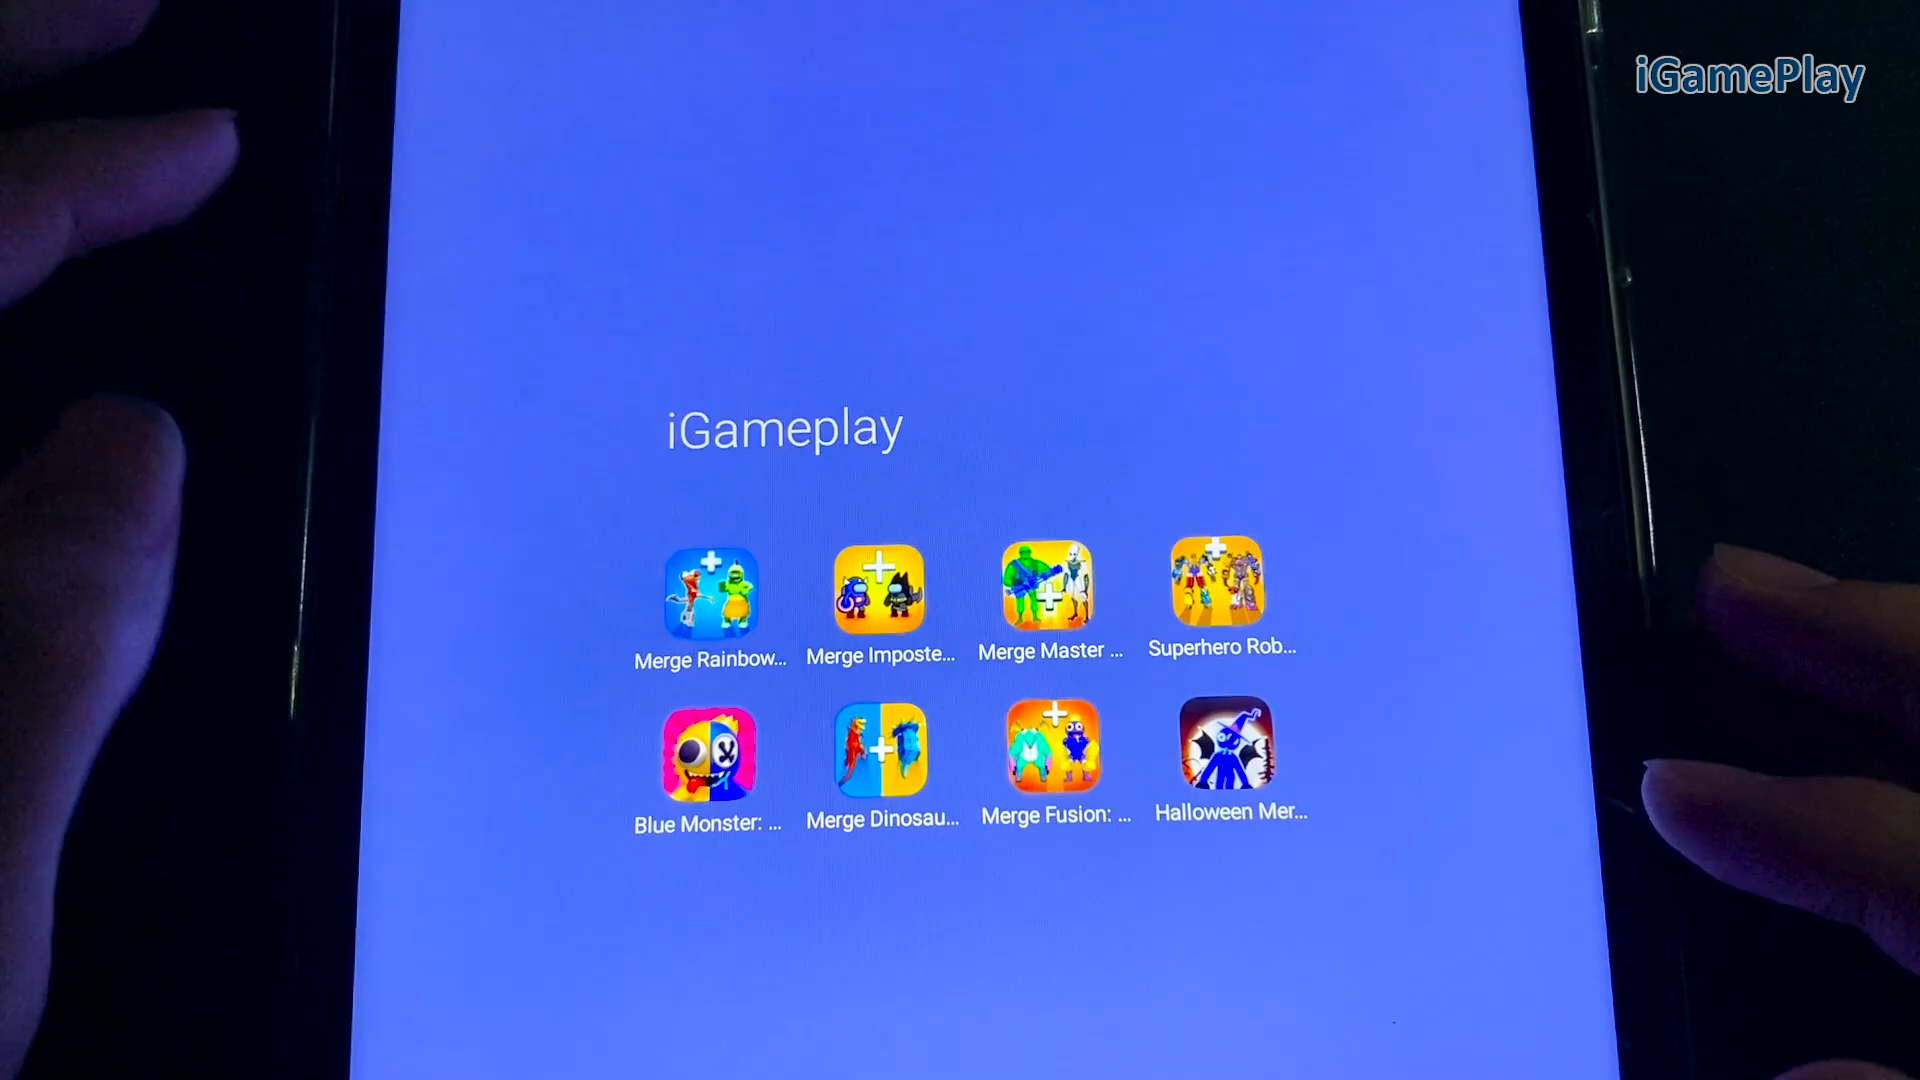 iGamePlay
iGameplay
Merge Rainbow...
Merge Imposte...
Merge Master ...
Superhero Rob...
Blue Monster: ...
Merge Dinosau...
Merge Fusion: ...
Halloween Mer...